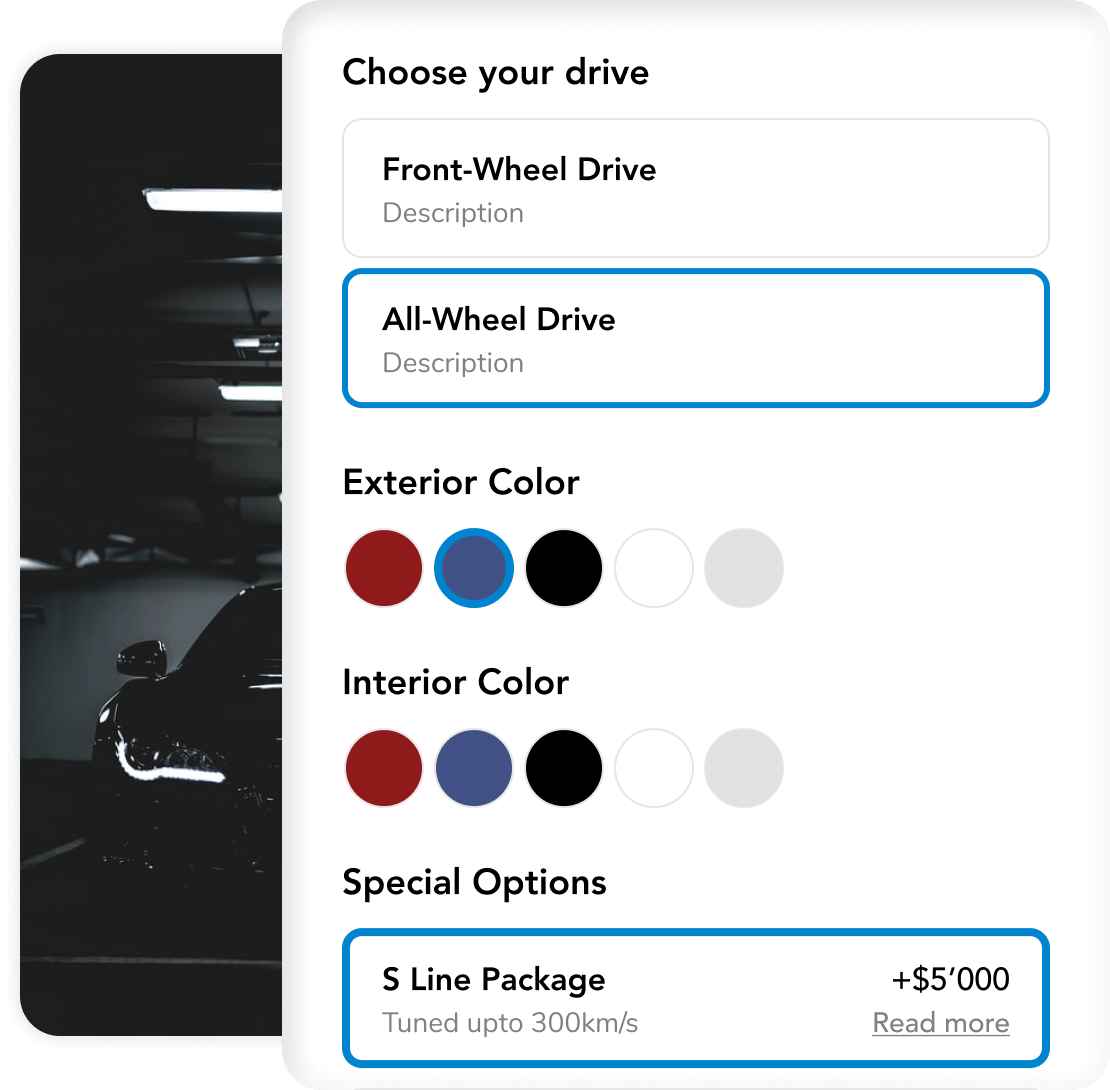 Choose your drive
Front-Wheel Drive
Description
All-Wheel Drive
Description
Exterior Color
Interior Color
Special Options
S Line Package +$5’000
Tuned upto 300km/s Read more